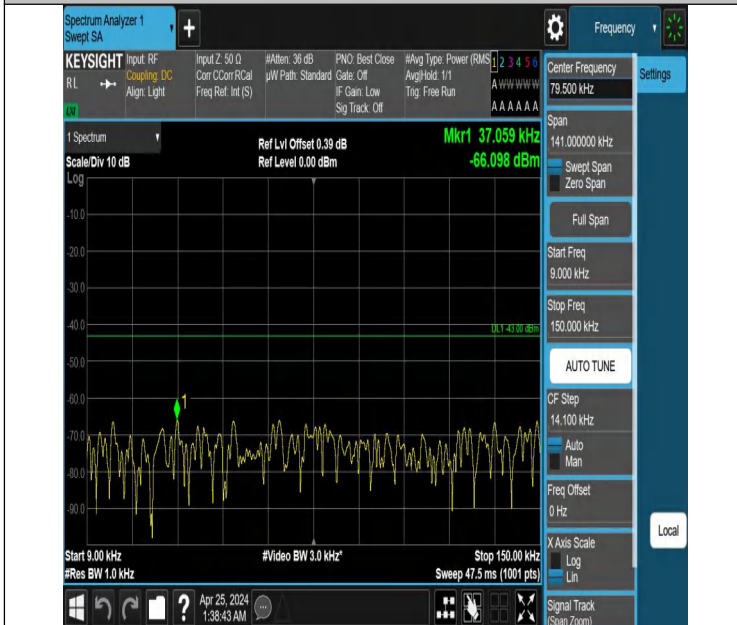 Spectrum Analyzer 1
Swept SA
+
Frequency
KEYSIGHT
RL
Input: RF
Coupling: DC
Align: Light
Input Z: 50 Ω
Corr CCorr RCal
Freq Ref: Int (S)
#Atten: 36 dB
µW Path: Standard
PNO: Best Close
Gate: Off
IF Gain: Low
Sig Track: Off
#Avg Type: Power (RMS
Avg|Hold: 1/1
Trig: Free Run
1 2 3 4 5 6
A W W W W W
A A A A A A
1 Spectrum
Scale/Div 10 dB
Log
Ref Lvl Offset 0.39 dB
Ref Level 0.00 dBm
Mkr1 37.059 kHz
-66.098 dBm
-10.0
-20.0
-30.0
-40.0
-50.0
-60.0
-70.0
-80.0
-90.0
DL1 -43.00 dBm
1
Start 9.00 kHz
#Res BW 1.0 kHz
#Video BW 3.0 kHz*
Stop 150.00 kHz
Sweep 47.5 ms (1001 pts)
?
Apr 25, 2024
1:38:43 AM
Center Frequency
79.500 kHz
Settings
Span
141.000000 kHz
Swept Span
Zero Span
Full Span
Start Freq
9.000 kHz
Stop Freq
150.000 kHz
AUTO TUNE
CF Step
14.100 kHz
Auto
Man
Freq Offset
0 Hz
X Axis Scale
Log
Lin
Local
Signal Track
(Span Zoom)